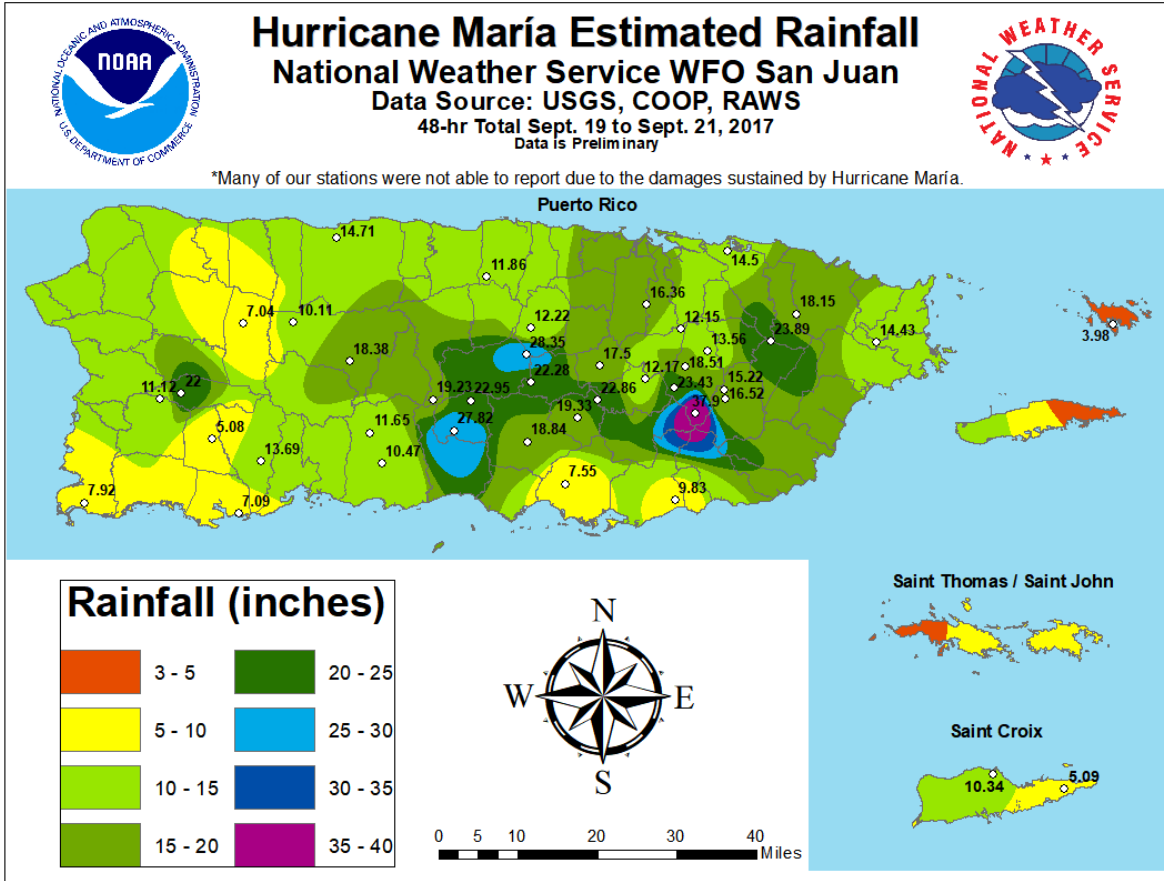 Hurricane María Estimated Rainfall
National Weather Service WFO San Juan
Data Source: USGS, COOP, RAWS
48-hr Total Sept. 19 to Sept. 21, 2017
Data is Preliminary
NATIONAL OCEANIC AND ATMOSPHERIC ADMINISTRATION
NOAA
U.S. DEPARTMENT OF COMMERCE
NATIONAL WEATHER SERVICE
*Many of our stations were not able to report due to the damages sustained by Hurricane María.
Puerto Rico
14.71
11.86
14.5
16.36
18.15
7.04
10.11
12.22
12.15
23.89
14.43
3.98
28.35
13.56
18.38
17.5
18.51
22.28
12.17
11.12
22
23.43
15.22
19.23
22.95
22.86
16.52
37.9
19.33
27.82
11.65
5.08
18.84
13.69
10.47
7.55
7.92
7.09
9.83
Rainfall (inches)
3 - 5
20 - 25
5 - 10
25 - 30
10 - 15
30 - 35
15 - 20
35 - 40
N
W
E
S
0 5 10 20 30 40
Miles
Saint Thomas / Saint John
Saint Croix
10.34
5.09